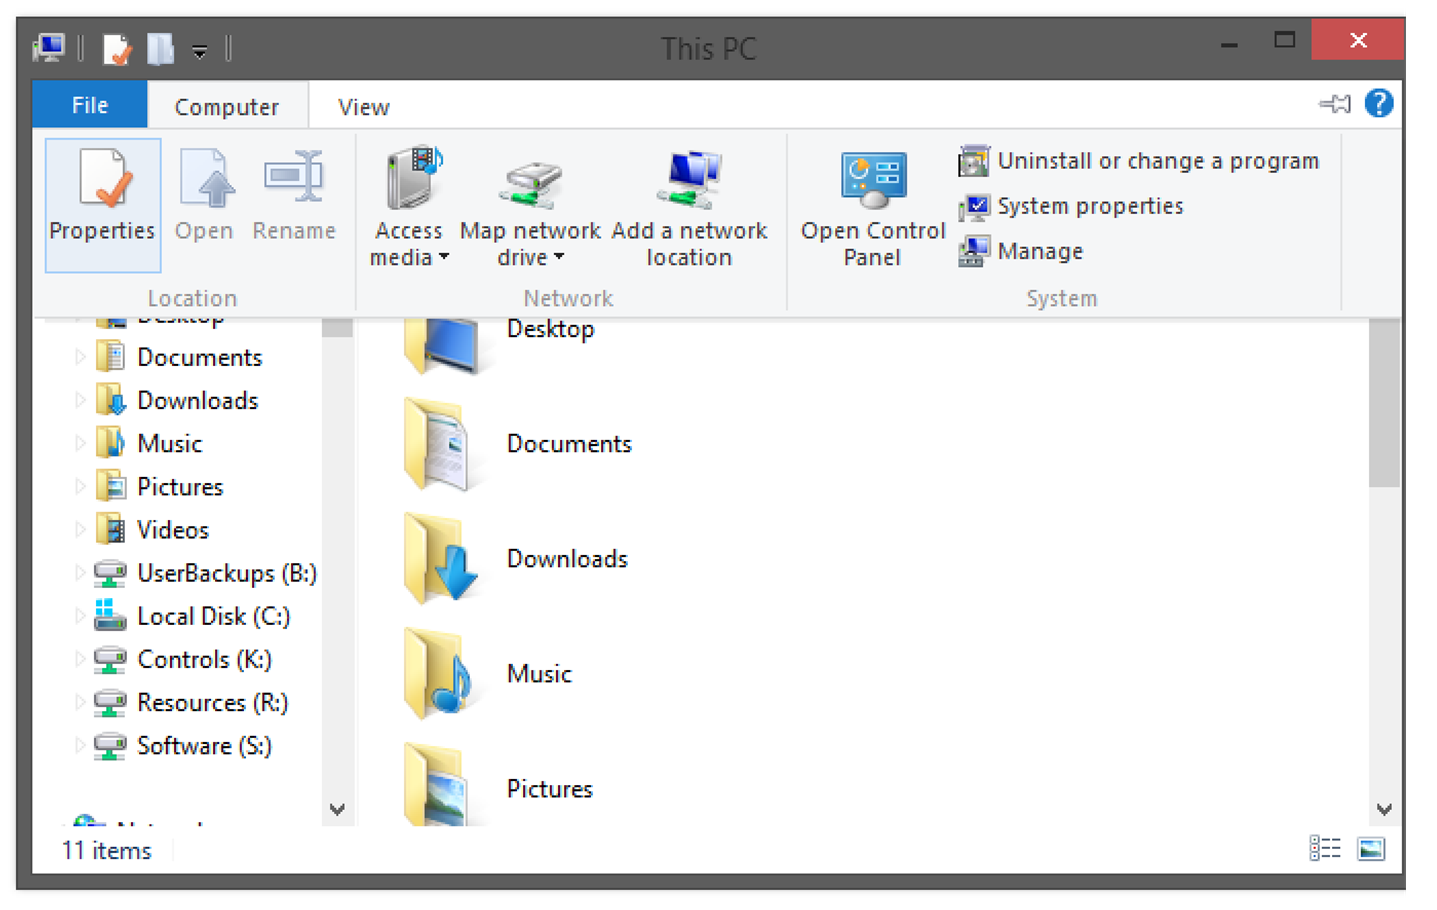 This PC
File
Computer
View
Properties
Open
Rename
Access media
Map network drive
Add a network location
Open Control Panel
Uninstall or change a program
System properties
Manage
Location
Network
System
Desktop
Documents
Downloads
Music
Pictures
Videos
UserBackups (B:)
Local Disk (C:)
Controls (K:)
Resources (R:)
Software (S:)
Desktop
Documents
Downloads
Music
Pictures
11 items